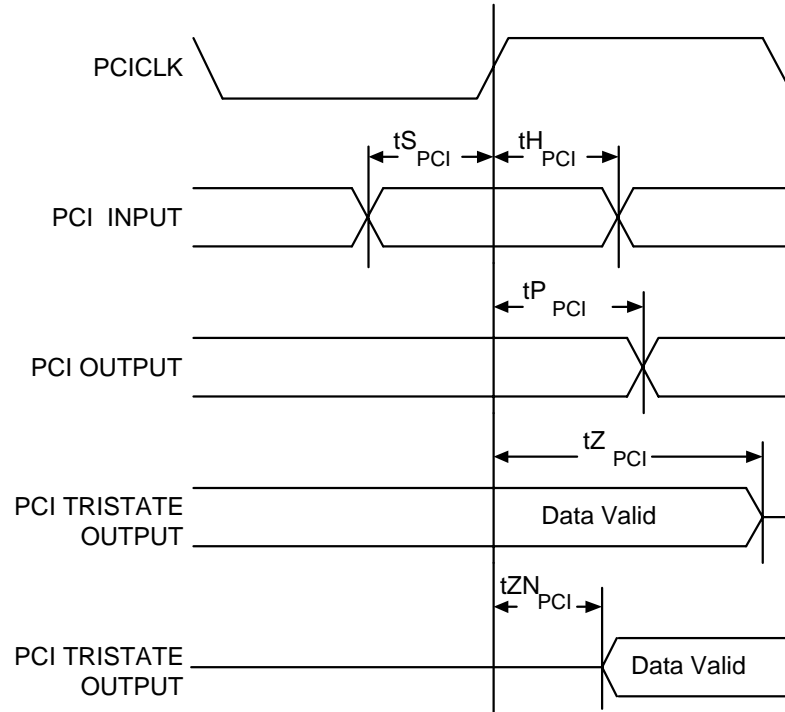 PCICLK
tS PCI
tH PCI
PCI INPUT
tP PCI
PCI OUTPUT
tZ PCI
PCI TRISTATE
OUTPUT
Data Valid
tZN PCI
PCI TRISTATE
OUTPUT
Data Valid